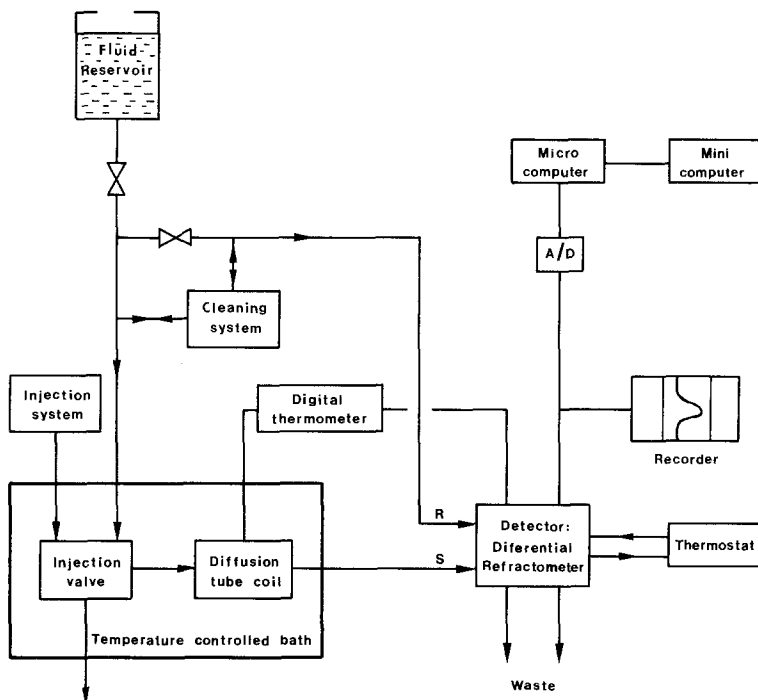 Fluid
Reservoir
Micro
computer
Mini
computer
A/D
Cleaning
system
Injection
system
Digital
thermometer
Recorder
R
Detector:
Diferential
Refractometer
Thermostat
S
Injection
valve
Diffusion
tube coil
Temperature controlled bath
Waste